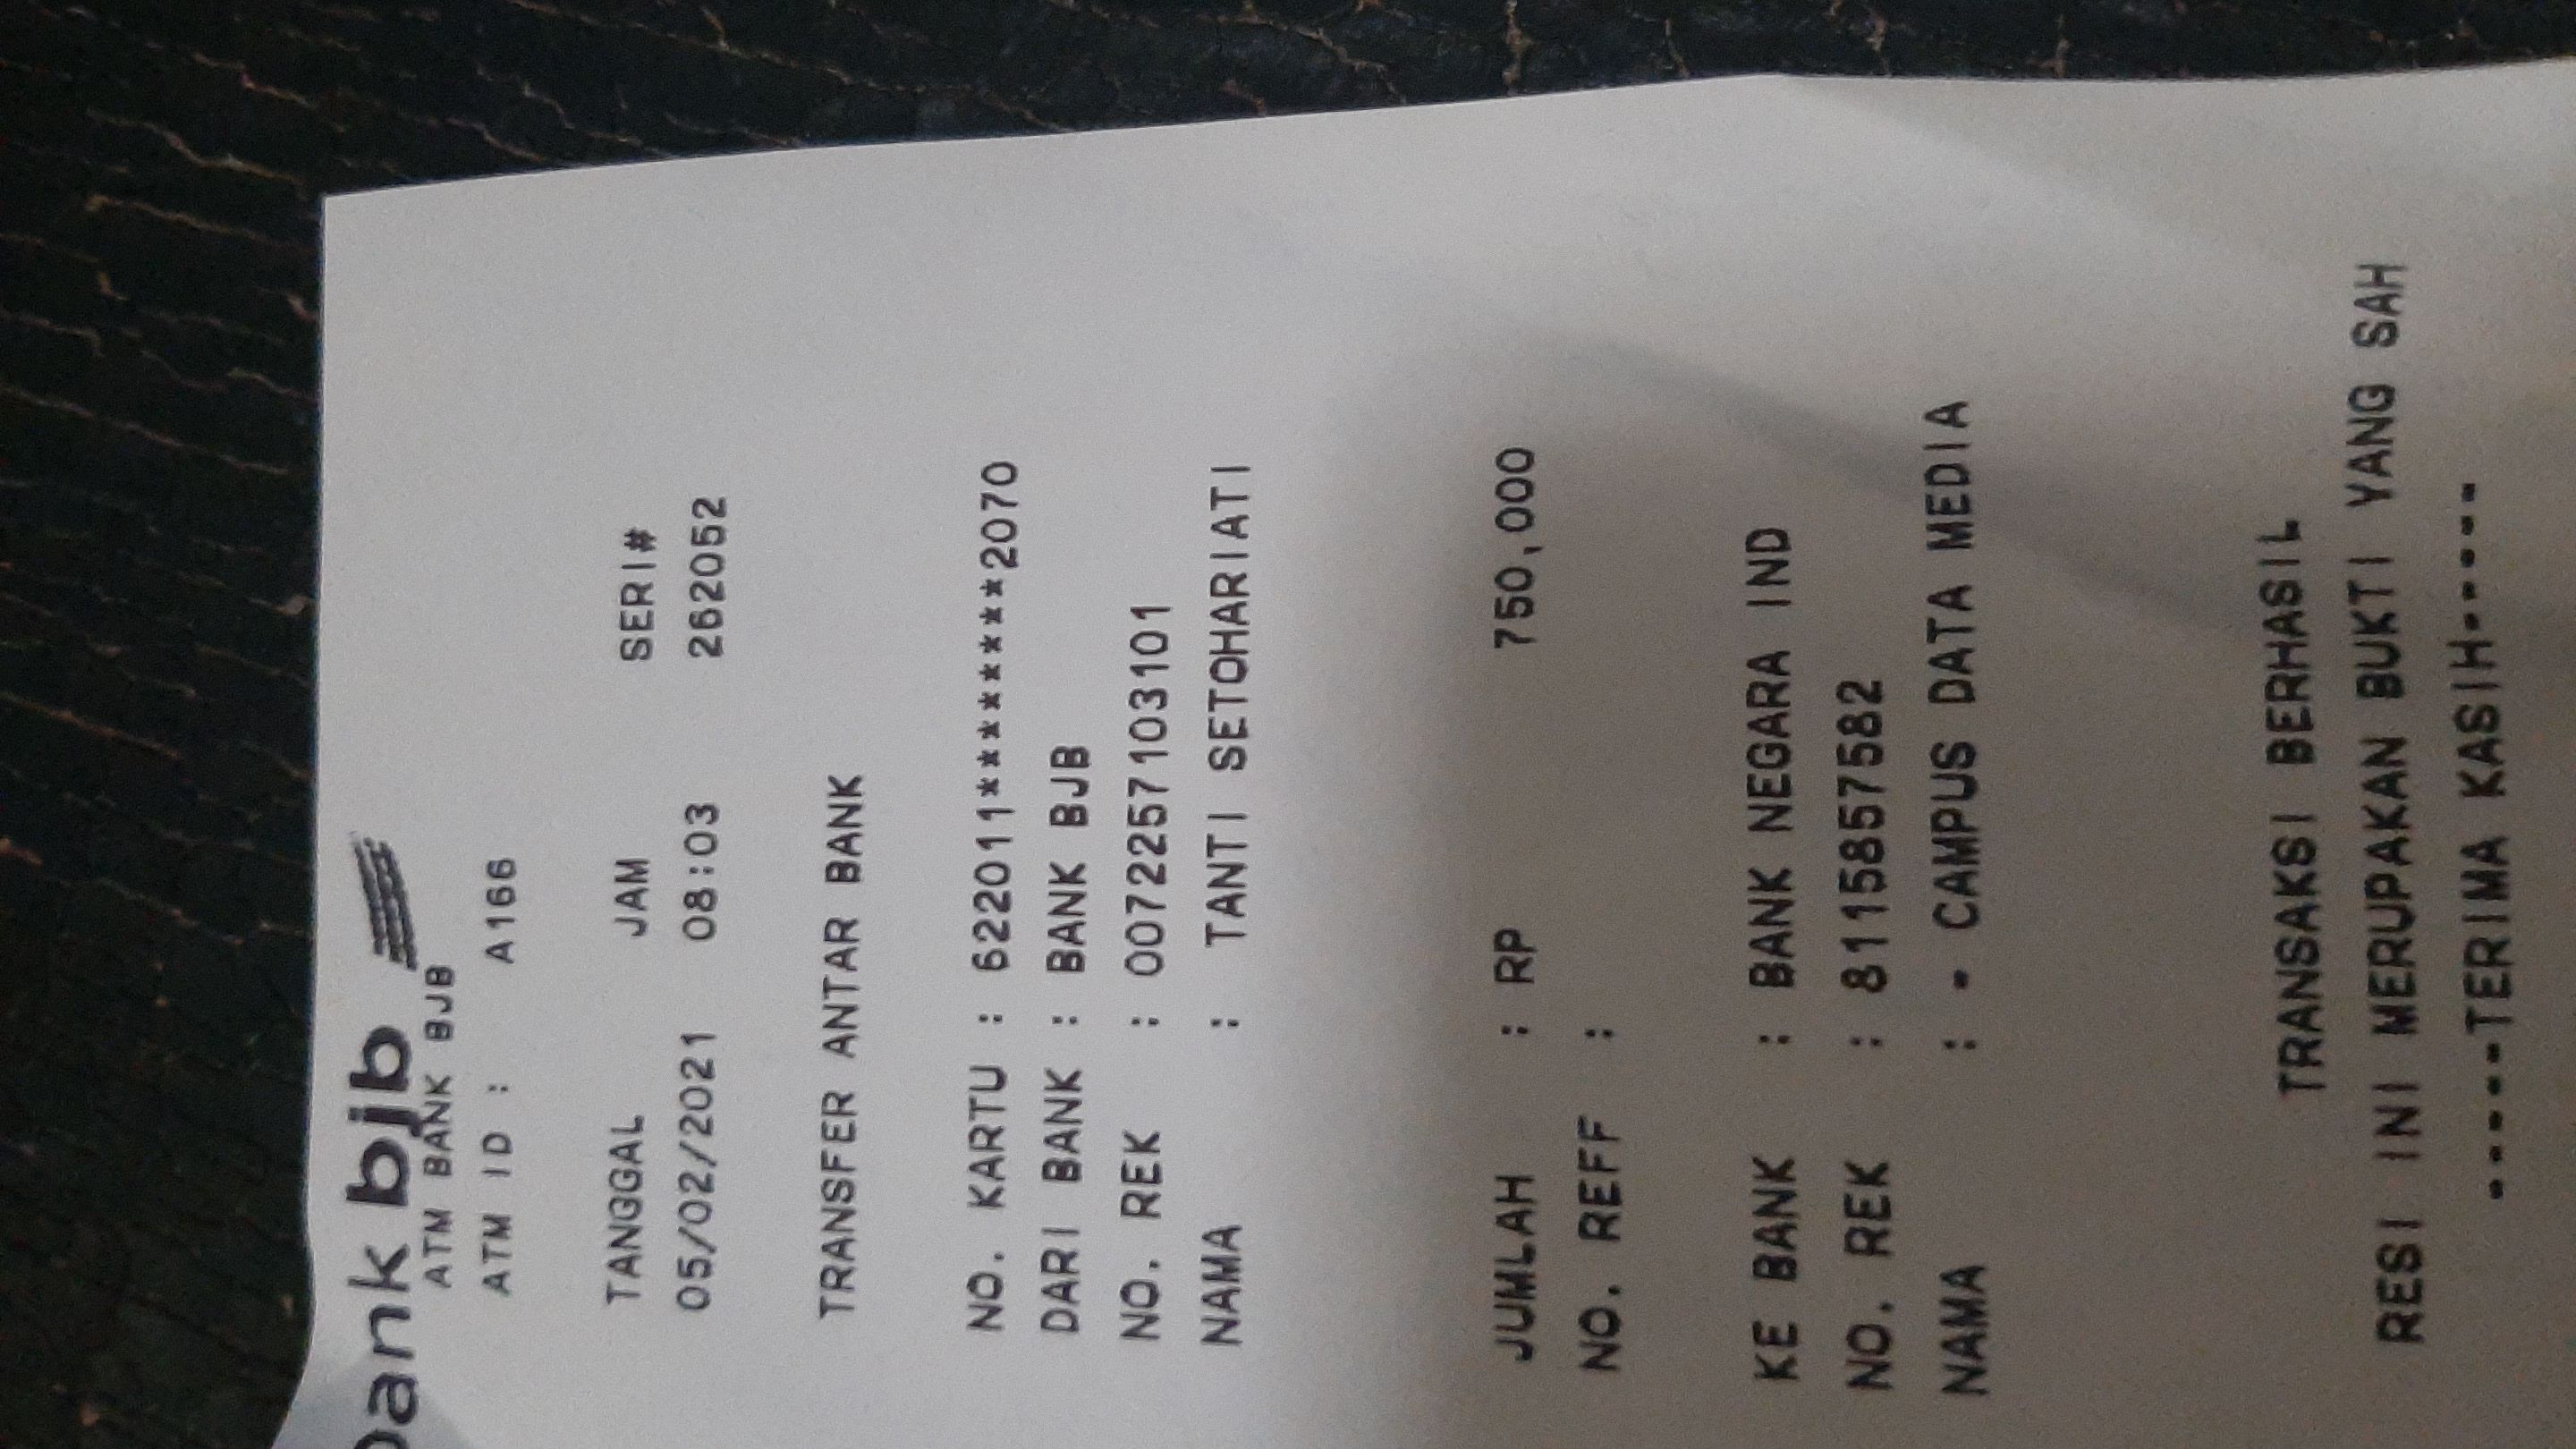 bank bjb
ATM BANK BJB
ATM ID : A166
TANGGAL JAM SERI#
05/02/2021 08:03 262052
TRANSFER ANTAR BANK
NO. KARTU : 622011********2070
DARI BANK : BANK BJB
NO. REK : 0072257103101
NAMA : TANTI SETOHARIATI
JUMLAH : RP 750,000
NO. REFF :
KE BANK : BANK NEGARA IND
NO. REK : 8115857582
NAMA : - CAMPUS DATA MEDIA
TRANSAKSI BERHASIL
RESI INI MERUPAKAN BUKTI YANG SAH
-----TERIMA KASIH-----